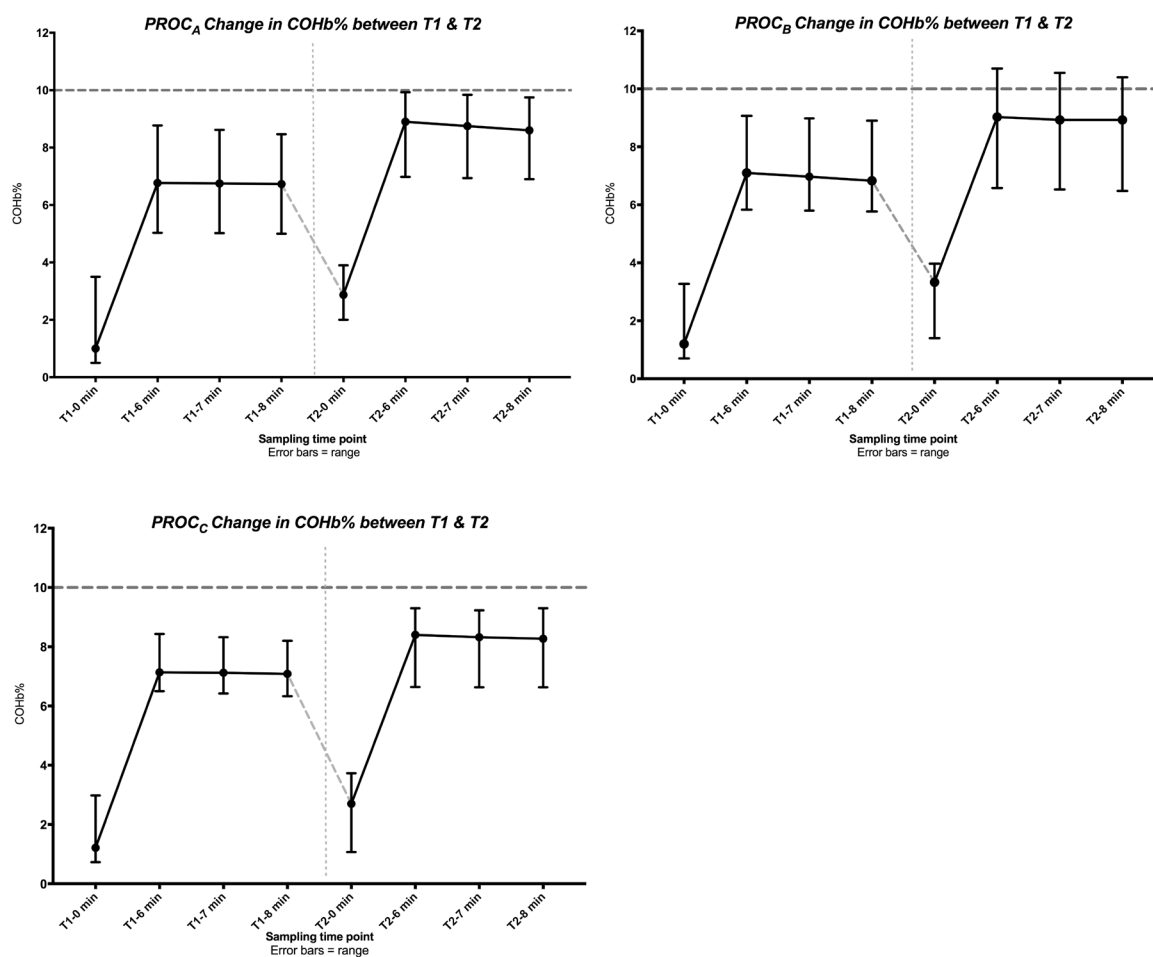 PROC_A Change in COHb% between T1 & T2
12
10
8
6
4
2
0
COHb%
T1-0 min
T1-6 min
T1-7 min
T1-8 min
T2-0 min
T2-6 min
T2-7 min
T2-8 min
Sampling time point
Error bars = range
PROC_B Change in COHb% between T1 & T2
12
10
8
6
4
2
0
COHb%
T1-0 min
T1-6 min
T1-7 min
T1-8 min
T2-0 min
T2-6 min
T2-7 min
T2-8 min
Sampling time point
Error bars = range
PROC_C Change in COHb% between T1 & T2
12
10
8
6
4
2
0
COHb%
T1-0 min
T1-6 min
T1-7 min
T1-8 min
T2-0 min
T2-6 min
T2-7 min
T2-8 min
Sampling time point
Error bars = range